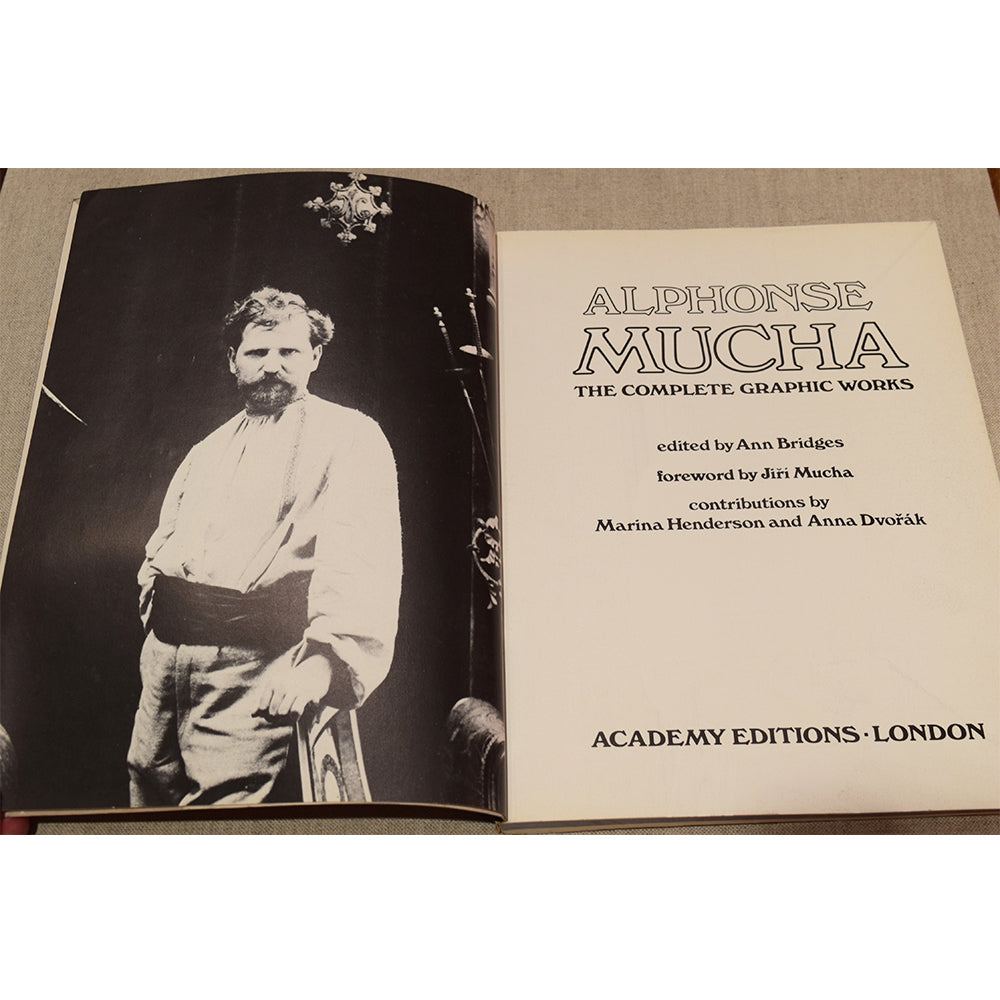 ALPHONSE
MUCHA
THE COMPLETE GRAPHIC WORKS
edited by Ann Bridges
foreword by Jiří Mucha
contributions by
Marina Henderson and Anna Dvořák
ACADEMY EDITIONS · LONDON